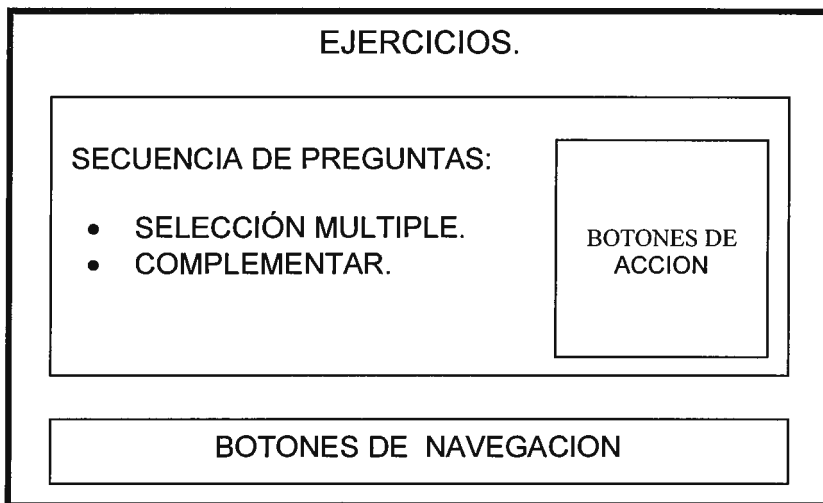 EJERCICIOS.
SECUENCIA DE PREGUNTAS:
• SELECCIÓN MULTIPLE.
• COMPLEMENTAR.
BOTONES DE
ACCION
BOTONES DE NAVEGACION